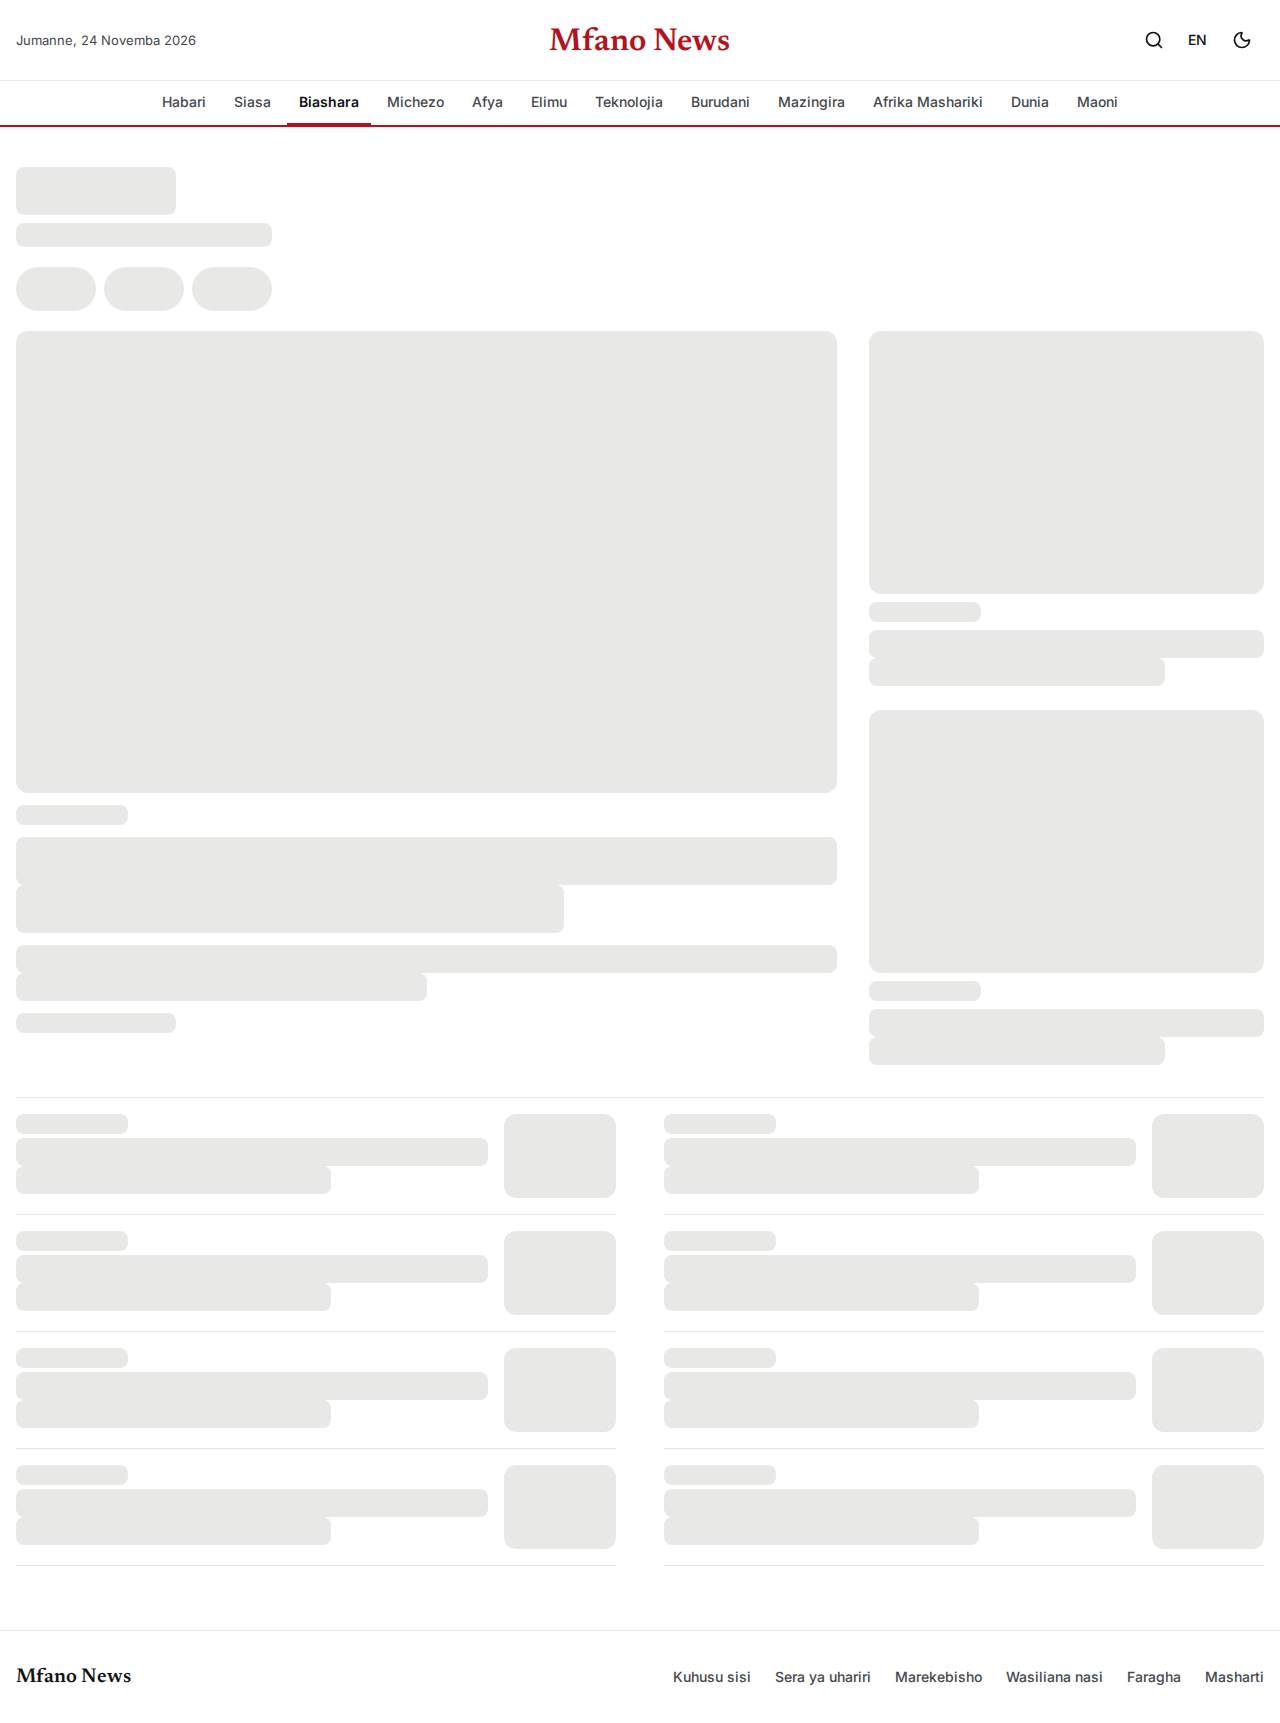 Jumanne, 24 Novemba 2026
Mfano News
EN
Habari Siasa Biashara Michezo Afya Elimu Teknolojia Burudani Mazingira Afrika Mashariki Dunia Maoni
Mfano News
Kuhusu sisi Sera ya uhariri Marekebisho Wasiliana nasi Faragha Masharti